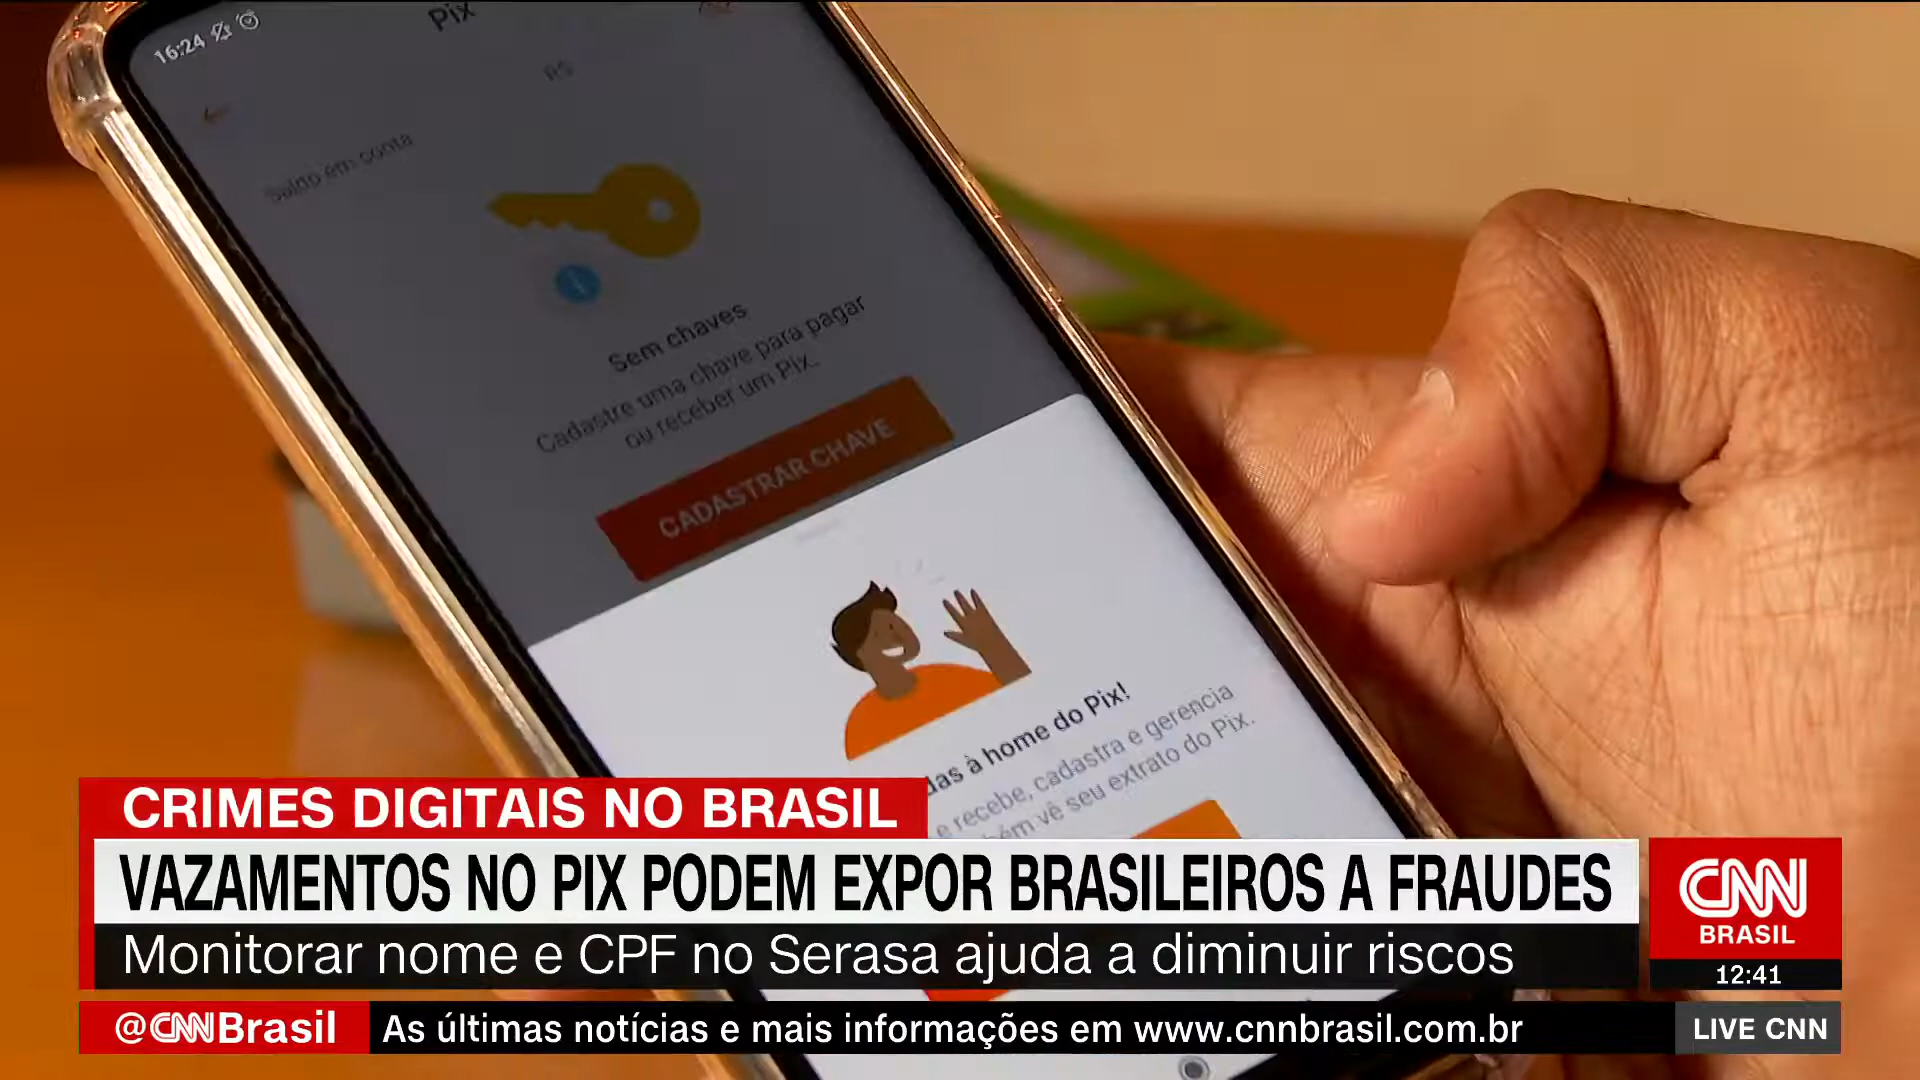 16:24
Pix
R$
Saldo em conta
Sem chaves
Cadastre uma chave para pagar
ou receber um Pix.
CADASTRAR CHAVE
das à home do Pix!
e recebe, cadastra e gerencia
bém vê seu extrato do Pix.
CRIMES DIGITAIS NO BRASIL
VAZAMENTOS NO PIX PODEM EXPOR BRASILEIROS A FRAUDES
Monitorar nome e CPF no Serasa ajuda a diminuir riscos
CNN
BRASIL
12:41
@CNNBrasil
As últimas notícias e mais informações em www.cnnbrasil.com.br
LIVE CNN